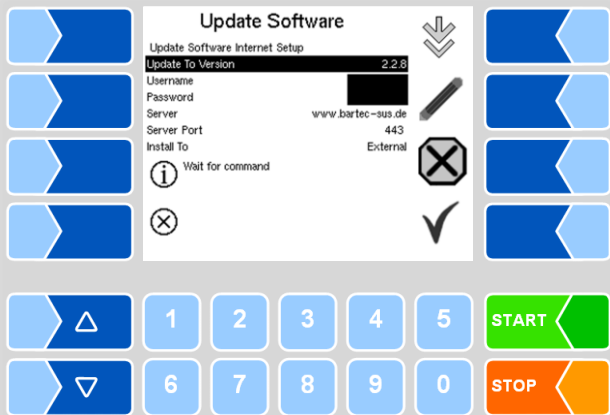 Update Software
Update Software Internet Setup
Update To Version 2.2.8
Username
Password
Server www.bartec-sus.de
Server Port 443
Install To External
Wait for command
1 2 3 4 5 START
6 7 8 9 0 STOP